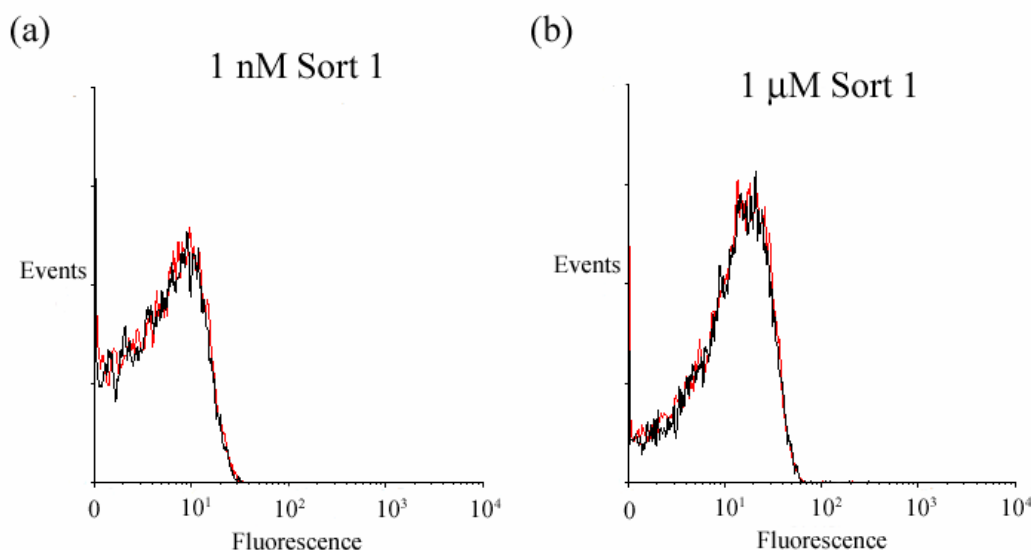 (a)
1 nM Sort 1
Events
0 10¹ 10² 10³ 10⁴
Fluorescence
(b)
1 μM Sort 1
Events
0 10¹ 10² 10³ 10⁴
Fluorescence